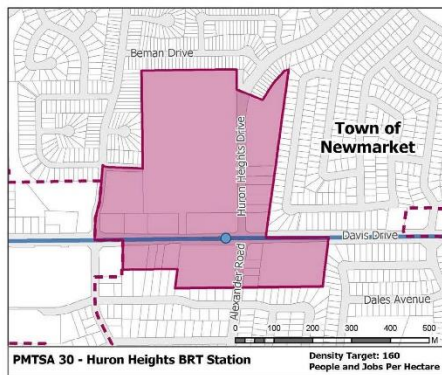 Beman Drive
Huron Heights Drive
Town of
Newmarket
Davis Drive
Alexander Road
Dales Avenue
0 100 200 300 400 500
M
PMTSA 30 - Huron Heights BRT Station
Density Target: 160
People and Jobs Per Hectare